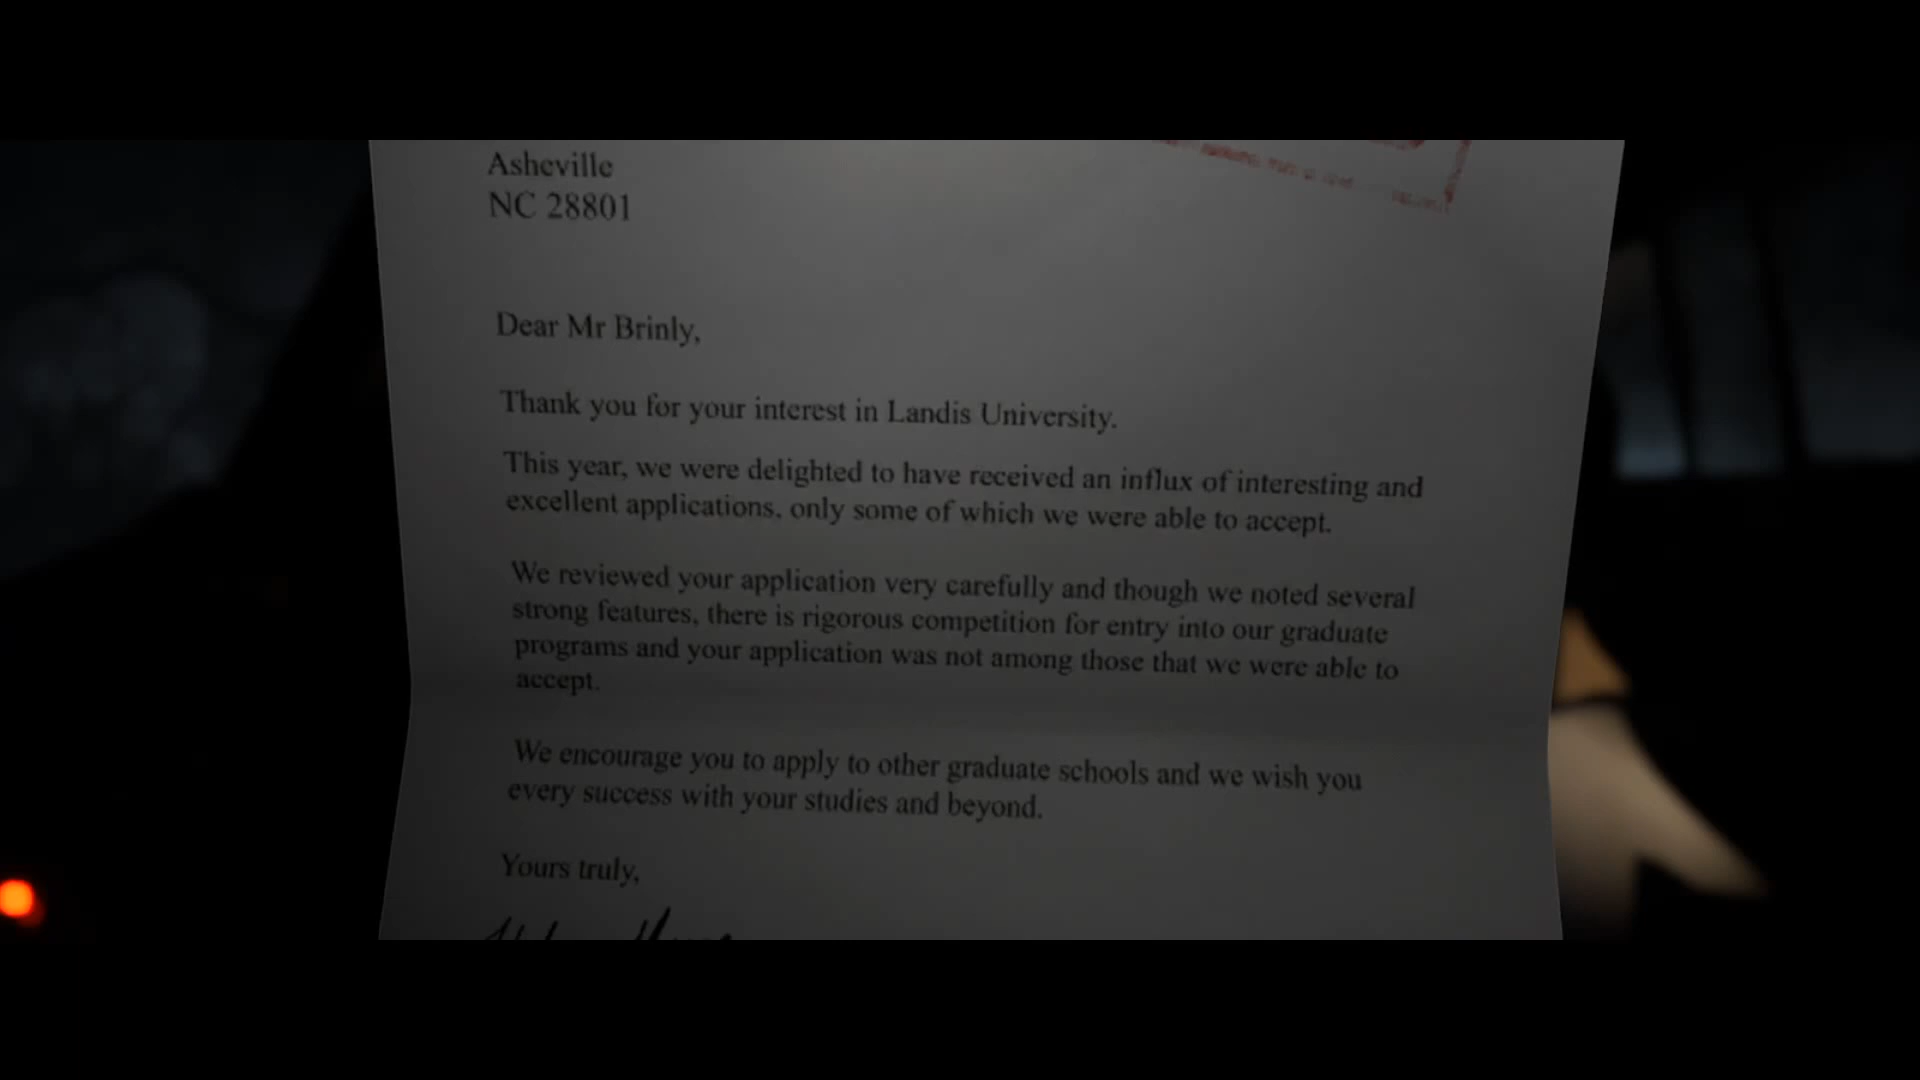 Asheville
NC 28801
Dear Mr Brinly,
Thank you for your interest in Landis University.
This year, we were delighted to have received an influx of interesting and
excellent applications, only some of which we were able to accept.
We reviewed your application very carefully and though we noted several
strong features, there is rigorous competition for entry into our graduate
programs and your application was not among those that we were able to
accept.
We encourage you to apply to other graduate schools and we wish you
every success with your studies and beyond.
Yours truly,